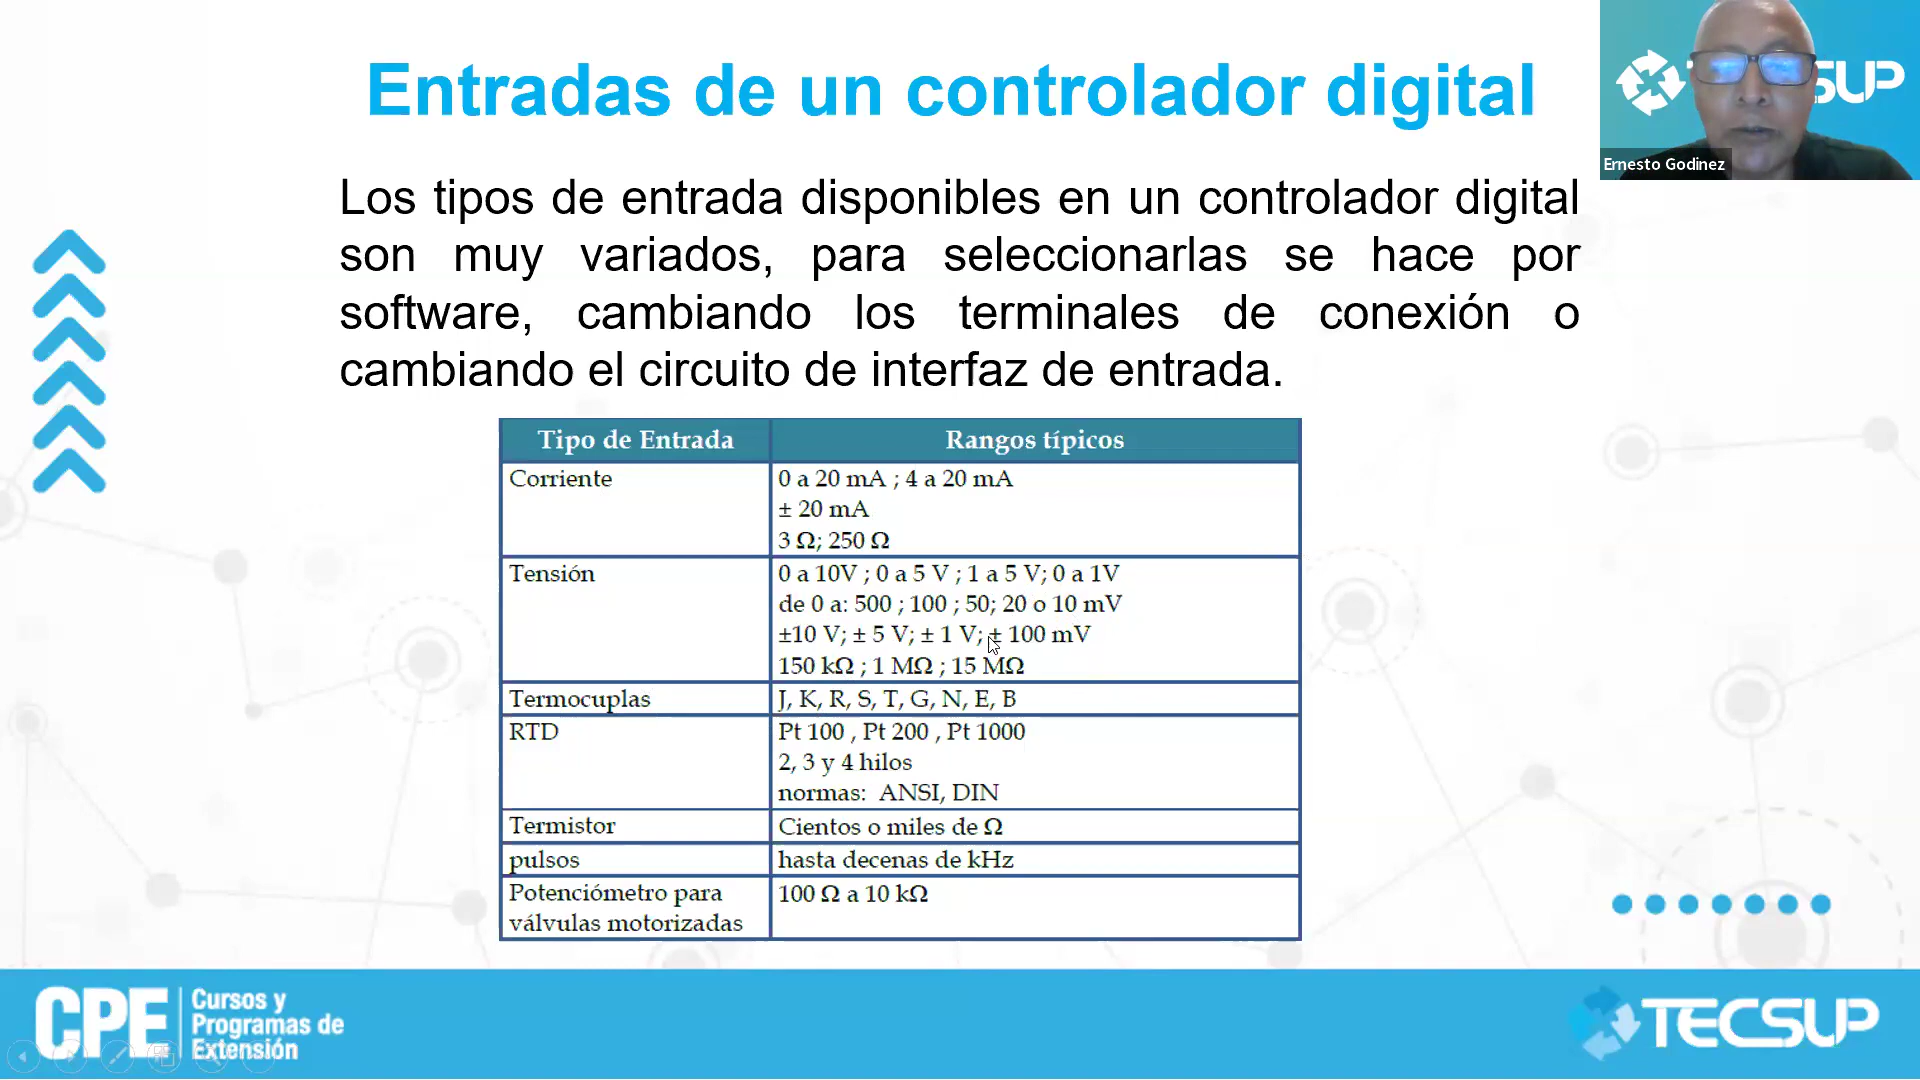 Entradas de un controlador digital
TECSUP
Ernesto Godinez
Los tipos de entrada disponibles en un controlador digital
son muy variados, para seleccionarlas se hace por
software, cambiando los terminales de conexión o
cambiando el circuito de interfaz de entrada.
Tipo de Entrada Rangos típicos
Corriente 0 a 20 mA ; 4 a 20 mA
± 20 mA
3 Ω; 250 Ω
Tensión 0 a 10V ; 0 a 5 V ; 1 a 5 V; 0 a 1V
de 0 a: 500 ; 100 ; 50; 20 o 10 mV
±10 V; ± 5 V; ± 1 V; ± 100 mV
150 kΩ ; 1 MΩ ; 15 MΩ
Termocuplas J, K, R, S, T, G, N, E, B
RTD Pt 100 , Pt 200 , Pt 1000
2, 3 y 4 hilos
normas: ANSI, DIN
Termistor Cientos o miles de Ω
pulsos hasta decenas de kHz
Potenciómetro para 100 Ω a 10 kΩ
válvulas motorizadas
CPE
Cursos y
Programas de
Extensión
TECSUP